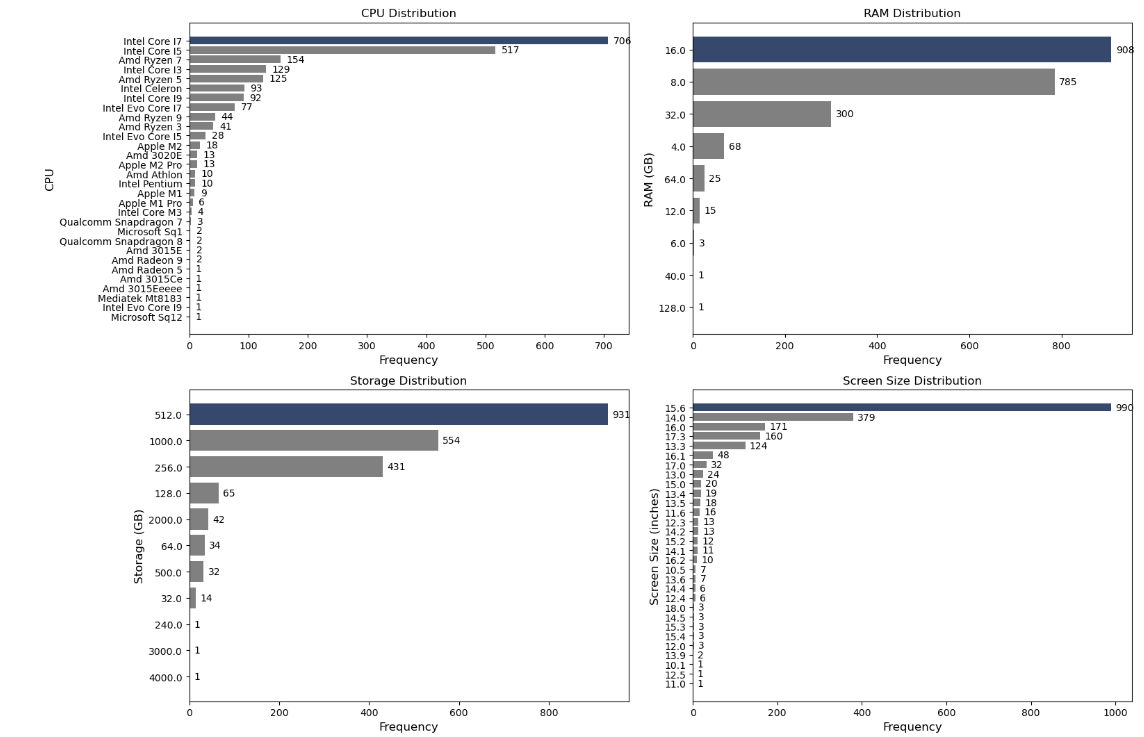 CPU Distribution
CPU
Intel Core I7 706
Intel Core I5 517
Amd Ryzen 7 154
Intel Core I3 129
Amd Ryzen 5 125
Intel Celeron 93
Intel Core I9 92
Intel Evo Core I7 77
Amd Ryzen 9 44
Amd Ryzen 3 41
Intel Evo Core I5 28
Apple M2 18
Amd 3020E 13
Apple M2 Pro 13
Amd Athlon 10
Intel Pentium 10
Apple M1 9
Apple M1 Pro 6
Intel Core M3 4
Qualcomm Snapdragon 7 3
Microsoft Sq1 2
Qualcomm Snapdragon 8 2
Amd 3015E 2
Amd Radeon 9 2
Amd Radeon 5 1
Amd 3015Ce 1
Amd 3015Eeeee 1
Mediatek Mt8183 1
Intel Evo Core I9 1
Microsoft Sq12 1
0 100 200 300 400 500 600 700
Frequency
RAM Distribution
RAM (GB)
16.0 908
8.0 785
32.0 300
4.0 68
64.0 25
12.0 15
6.0 3
40.0 1
128.0 1
0 200 400 600 800
Frequency
Storage Distribution
Storage (GB)
512.0 931
1000.0 554
256.0 431
128.0 65
2000.0 42
64.0 34
500.0 32
32.0 14
240.0 1
3000.0 1
4000.0 1
0 200 400 600 800
Frequency
Screen Size Distribution
Screen Size (inches)
15.6 990
14.0 379
16.0 171
17.3 160
13.3 124
16.1 48
17.0 32
13.0 24
15.0 20
13.4 19
13.5 18
11.6 16
12.3 13
14.2 13
15.2 12
14.1 11
16.2 10
10.5 7
13.6 7
14.4 6
12.4 6
18.0 3
14.5 3
15.3 3
15.4 3
12.0 3
13.9 2
10.1 1
12.5 1
11.0 1
0 200 400 600 800 1000
Frequency